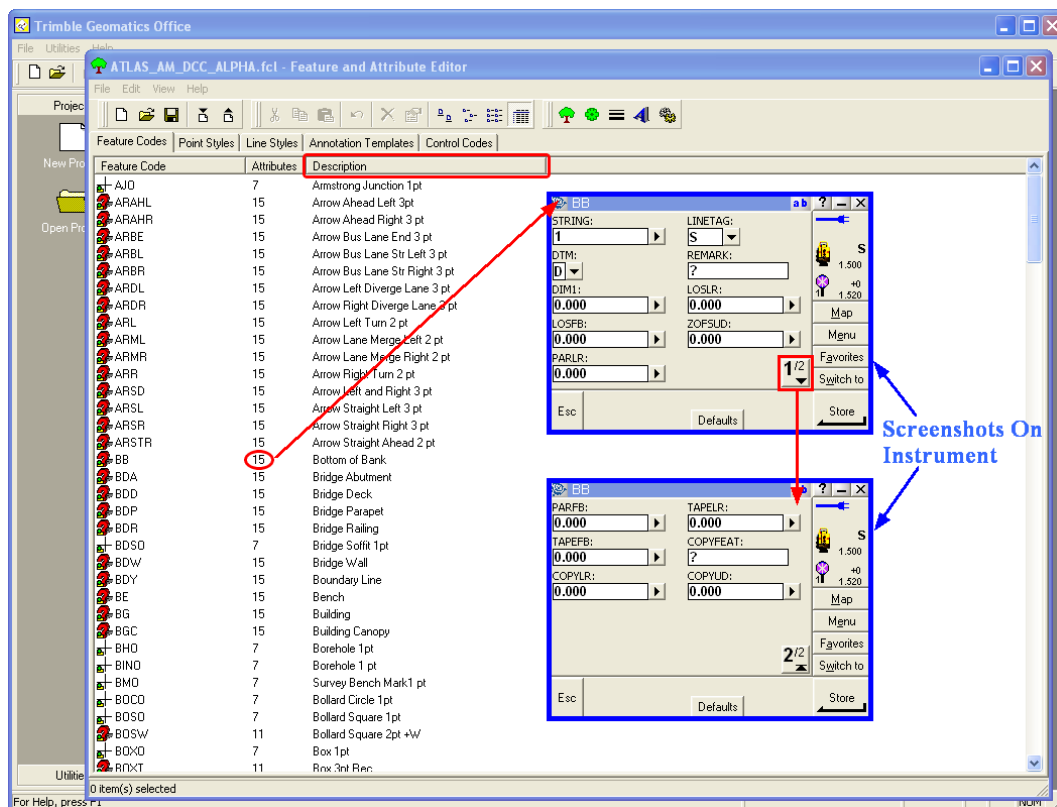 Trimble Geomatics Office
File Utilities Help
ATLAS_AM_DCC_ALPHA.fcl - Feature and Attribute Editor
File Edit View Help
Projec
New Pro
Open Pro
Utilitie
Feature Codes Point Styles Line Styles Annotation Templates Control Codes
Feature Code Attributes Description
AJO 7 Armstrong Junction 1pt
ARAHL 15 Arrow Ahead Left 3pt
ARAHR 15 Arrow Ahead Right 3 pt
ARBE 15 Arrow Bus Lane End 3 pt
ARBL 15 Arrow Bus Lane Str Left 3 pt
ARBR 15 Arrow Bus Lane Str Right 3 pt
ARDL 15 Arrow Left Diverge Lane 3 pt
ARDR 15 Arrow Right Diverge Lane 3 pt
ARL 15 Arrow Left Turn 2 pt
ARML 15 Arrow Lane Merge Left 2 pt
ARMR 15 Arrow Lane Merge Right 2 pt
ARR 15 Arrow Right Turn 2 pt
ARSD 15 Arrow Left and Right 3 pt
ARSL 15 Arrow Straight Left 3 pt
ARSR 15 Arrow Straight Right 3 pt
ARSTR 15 Arrow Straight Ahead 2 pt
BB 15 Bottom of Bank
BDA 15 Bridge Abutment
BDD 15 Bridge Deck
BDP 15 Bridge Parapet
BDR 15 Bridge Railing
BDSO 7 Bridge Soffit 1pt
BDW 15 Bridge Wall
BDY 15 Boundary Line
BE 15 Bench
BG 15 Building
BGC 15 Building Canopy
BHO 7 Borehole 1pt
BINO 7 Borehole 1 pt
BMO 7 Survey Bench Mark1 pt
BOCO 7 Bollard Circle 1pt
BOSO 7 Bollard Square 1pt
BOSW 11 Bollard Square 2pt +W
BOXO 7 Box 1pt
BOXT 11 Box 3pt Rec
BB ab ?
STRING: LINETAG:
1 S
DTM: REMARK:
D ?
DIM1: LOSLR:
0.000 0.000
LOSFB: ZOFSUD:
0.000 0.000
PARLR:
0.000
1/2
Esc Defaults
S
1.500
+0
1 1.520
Map
Menu
Favorites
Switch to
Store
Screenshots On
Instrument
BB ab ?
PARFB: TAPELR:
0.000 0.000
TAPEFB: COPYFEAT:
0.000 ?
COPYLR: COPYUD:
0.000 0.000
2/2
Esc Defaults
S
1.500
+0
1 1.520
Map
Menu
Favorites
Switch to
Store
0 item(s) selected
For Help, press F1 NUM